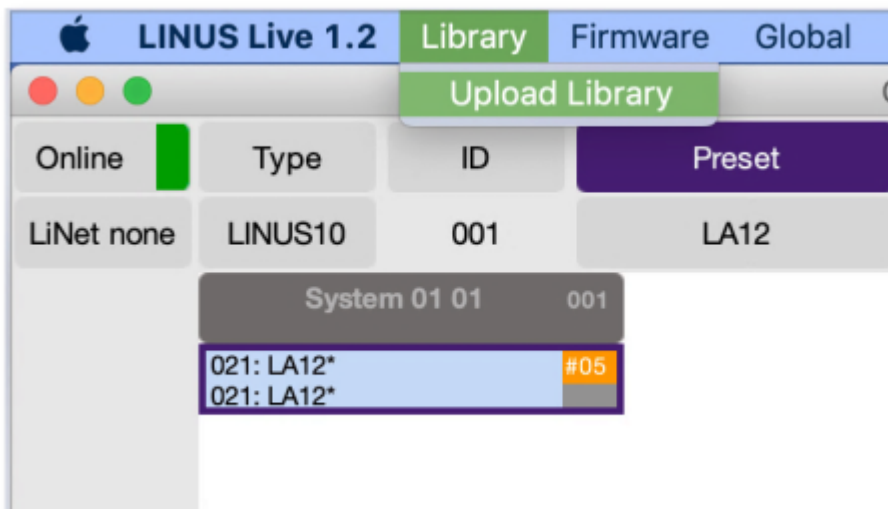 LINUS Live 1.2 Library Firmware Global
Upload Library
Online Type ID Preset
LiNet none LINUS10 001 LA12
System 01 01 001
021: LA12* #05
021: LA12*